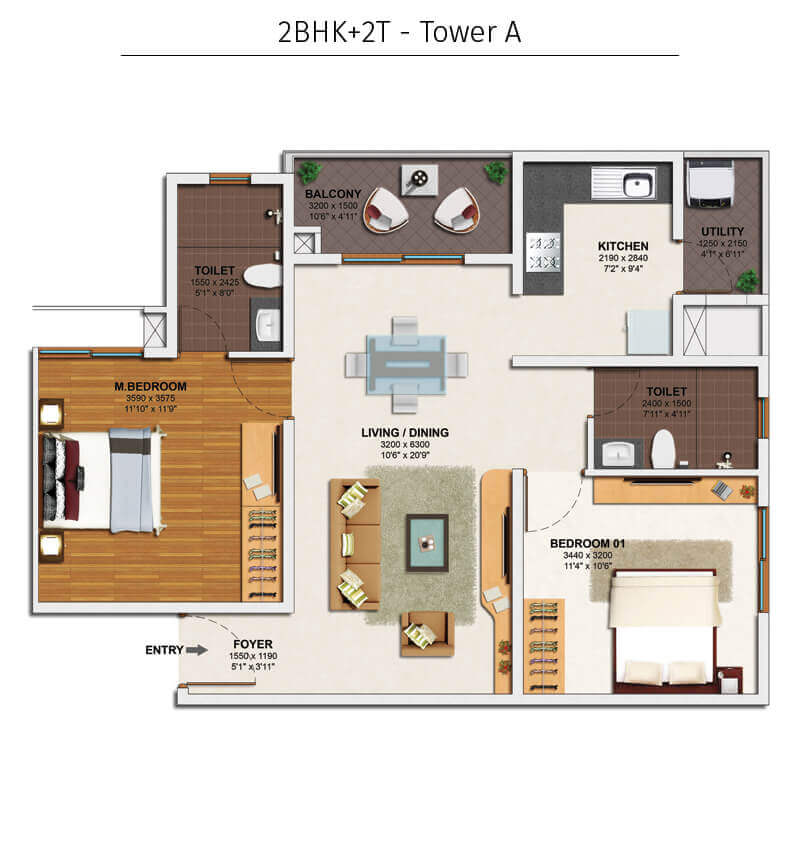 2BHK+2T - Tower A
BALCONY
3200 x 1500
10'6" x 4'11"
KITCHEN
2190 x 2840
7'2" x 9'4"
UTILITY
-1250 x 2150
4'1" x 6'11"
TOILET
1550 x 2425
5'1" x 8'0"
M.BEDROOM
3590 x 3575
11'10" x 11'9"
TOILET
2400 x 1500
7'11" x 4'11"
LIVING / DINING
3200 x 6300
10'6" x 20'9"
BEDROOM 01
3440 x 3200
11'4" x 10'6"
ENTRY
FOYER
1550 x 1190
5'1" x 3'11"